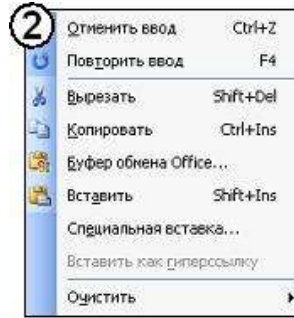 2
Отменить ввод Ctrl+Z
Повторить ввод F4
Вырезать Shift+Del
Копировать Ctrl+Ins
Буфер обмена Office...
Вставить Shift+Ins
Специальная вставка...
Вставить как гиперссылку
Очистить